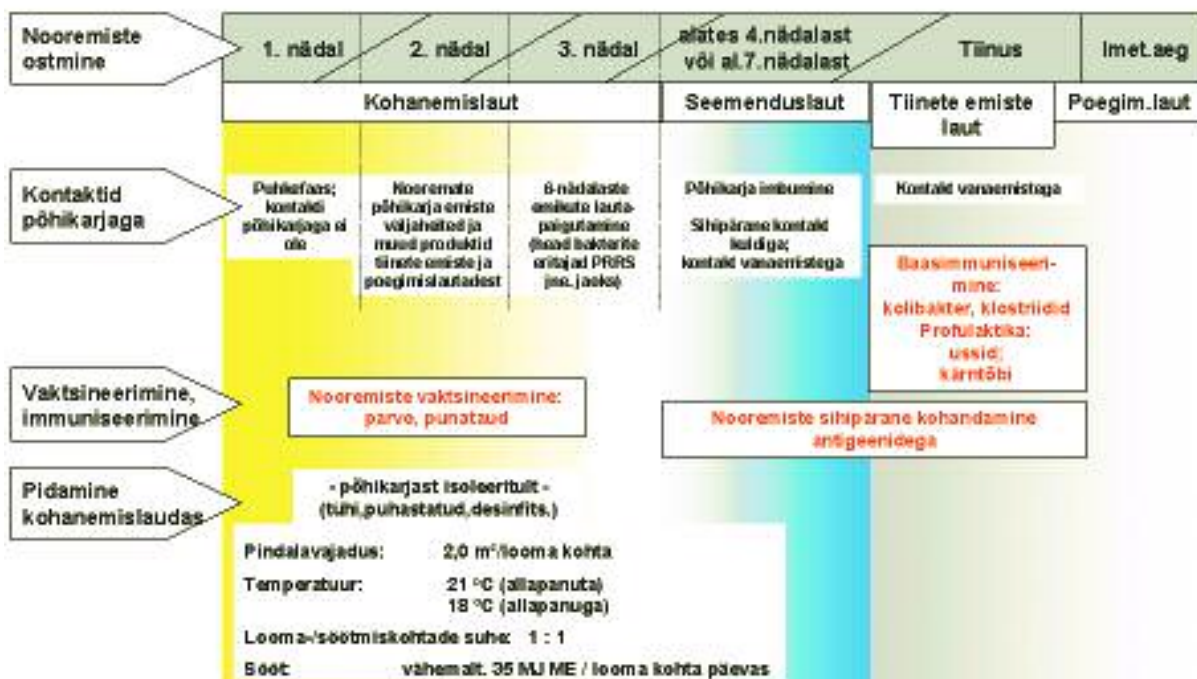 Nooremiste
ostmine
1. nädal
2. nädal
3. nädal
alates 4.nädalast
või al.7.nädalast
Tiinus
Imet.aeg
Kohanemislaut
Seemenduslaut
Tiinete emiste
laut
Poegim.laut
Kontaktid
põhikarjaga
Puhkefaas;
kontakti
põhikarjaga ei
ole
Nooremate
põhikarja emiste
väljaheited ja
muud produktid
tiinete emiste ja
poegimislautadest
6-nädalaste
emikute lauta-
paigutamine
(head bakterite
eritajad PRRS
jne. jaoks)
Põhikarja imbumine
Sihipärane kontakt
kuldiga;
kontakt vanaemistega
Kontakt vanaemistega
Baasimmuniseeri-
mine:
kolibakter, klostriidid
Profülaktika:
ussid;
kärntõbi
Vaktsineerimine,
immuniseerimine
Nooremiste vaktsineerimine:
parvo, punataud
Nooremiste sihipärane kohandamine
antigeenidega
Pidamine
kohanemislaudas
- põhikarjast isoleeritult -
(tühi,puhastatud,desinfits.)
Pindalavajadus: 2,0 m²/looma kohta
Temperatuur: 21 °C (allapanuta)
18 °C (allapanuga)
Looma-/söötmiskohtade suhe: 1 : 1
Sööt: vähemalt. 35 MJ ME / looma kohta päevas